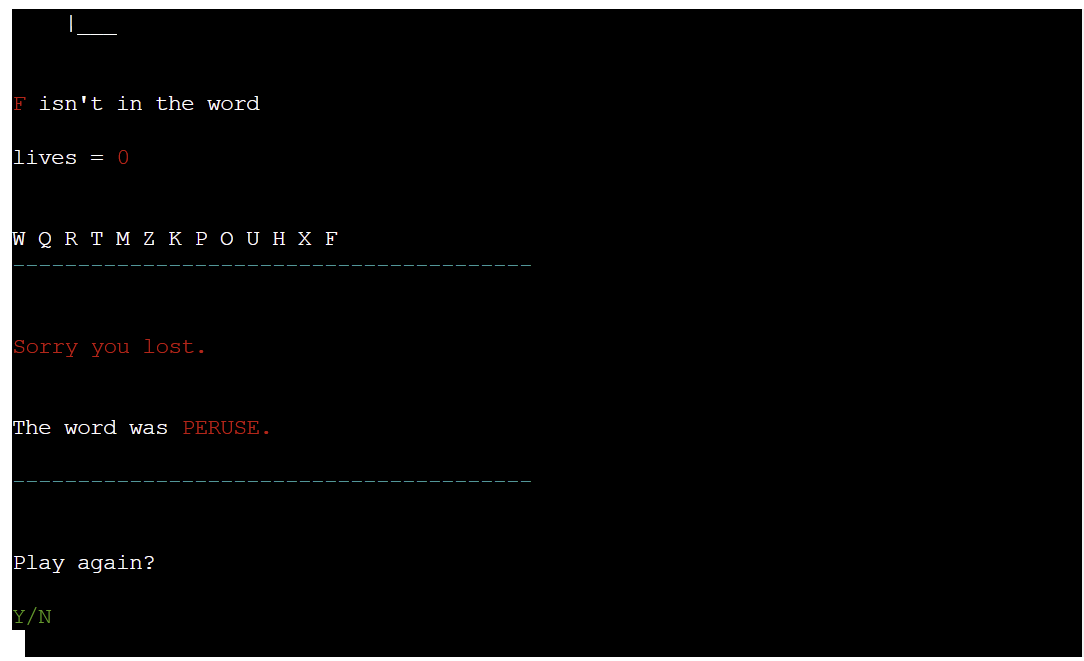 |___
F isn't in the word
lives = 0
W Q R T M Z K P O U H X F
----------------------------------------
Sorry you lost.
The word was PERUSE.
----------------------------------------
Play again?
Y/N